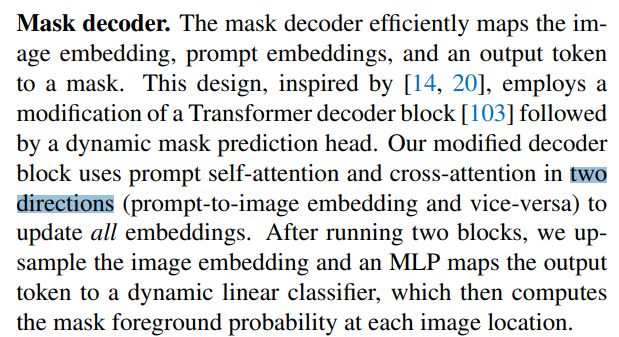 Mask decoder. The mask decoder efficiently maps the im-
age embedding, prompt embeddings, and an output token
to a mask. This design, inspired by [14, 20], employs a
modification of a Transformer decoder block [103] followed
by a dynamic mask prediction head. Our modified decoder
block uses prompt self-attention and cross-attention in two
directions (prompt-to-image embedding and vice-versa) to
update all embeddings. After running two blocks, we up-
sample the image embedding and an MLP maps the output
token to a dynamic linear classifier, which then computes
the mask foreground probability at each image location.